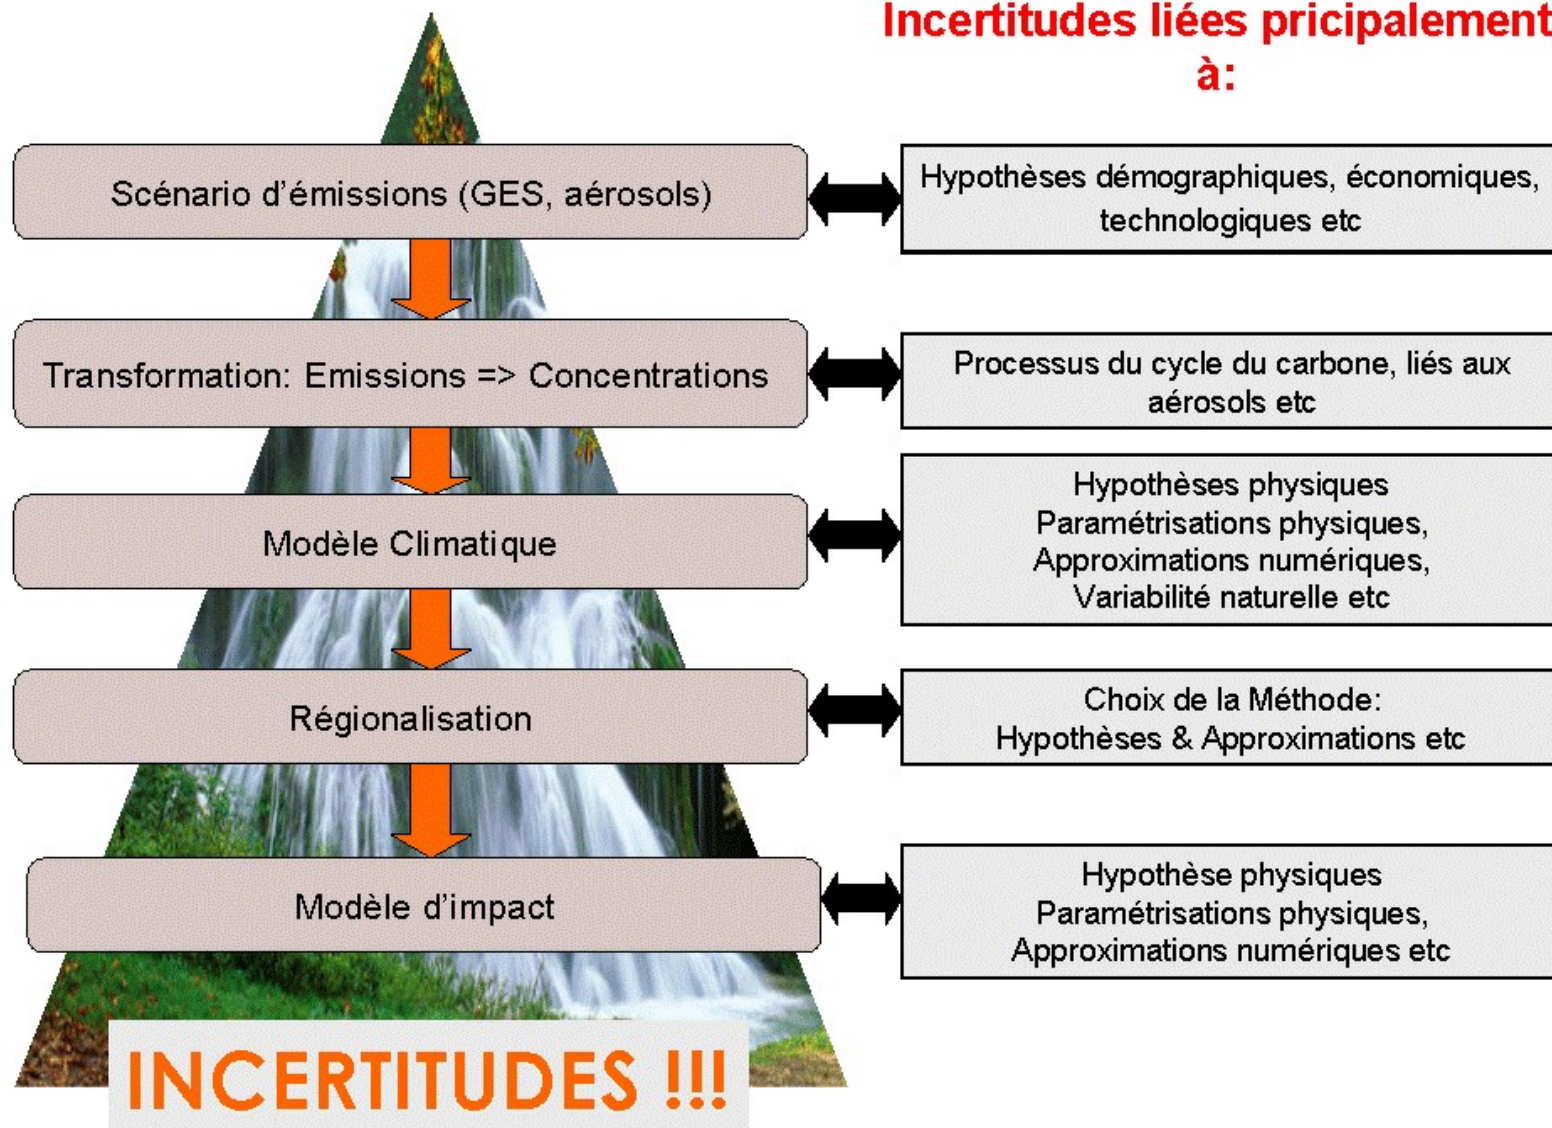 Incertitudes liées pricipalement
à:
Scénario d'émissions (GES, aérosols)
Hypothèses démographiques, économiques,
technologiques etc
Transformation: Emissions => Concentrations
Processus du cycle du carbone, liés aux
aérosols etc
Modèle Climatique
Hypothèses physiques
Paramétrisations physiques,
Approximations numériques,
Variabilité naturelle etc
Régionalisation
Choix de la Méthode:
Hypothèses & Approximations etc
Modèle d'impact
Hypothèse physiques
Paramétrisations physiques,
Approximations numériques etc
INCERTITUDES !!!